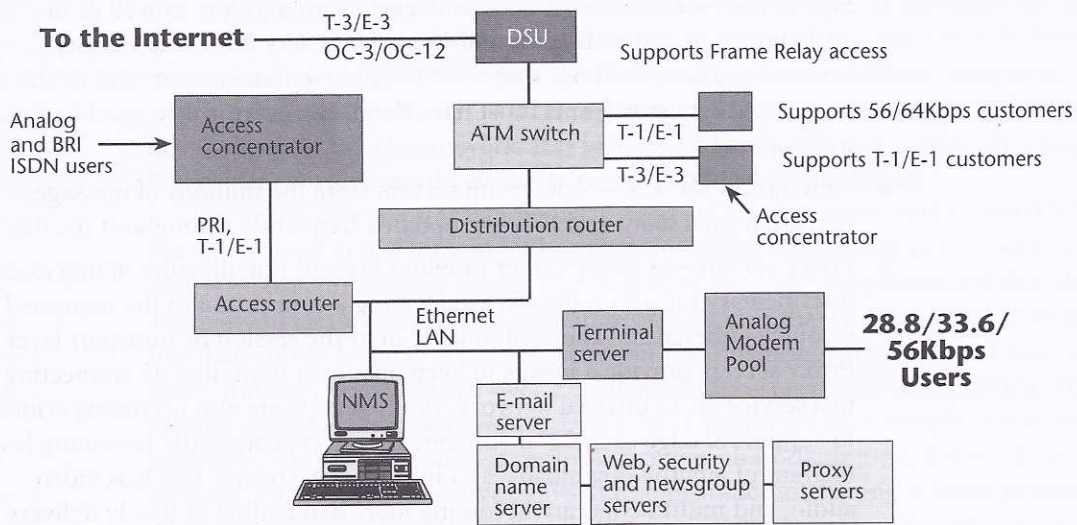 To the Internet
T-3/E-3
OC-3/OC-12
DSU
Supports Frame Relay access
Analog
and BRI
ISDN users
Access
concentrator
ATM switch
T-1/E-1
Supports 56/64Kbps customers
T-3/E-3
Supports T-1/E-1 customers
Access
concentrator
PRI,
T-1/E-1
Distribution router
Access router
Ethernet
LAN
Terminal
server
Analog
Modem
Pool
28.8/33.6/
56Kbps
Users
NMS
E-mail
server
Domain
name
server
Web, security
and newsgroup
servers
Proxy
servers